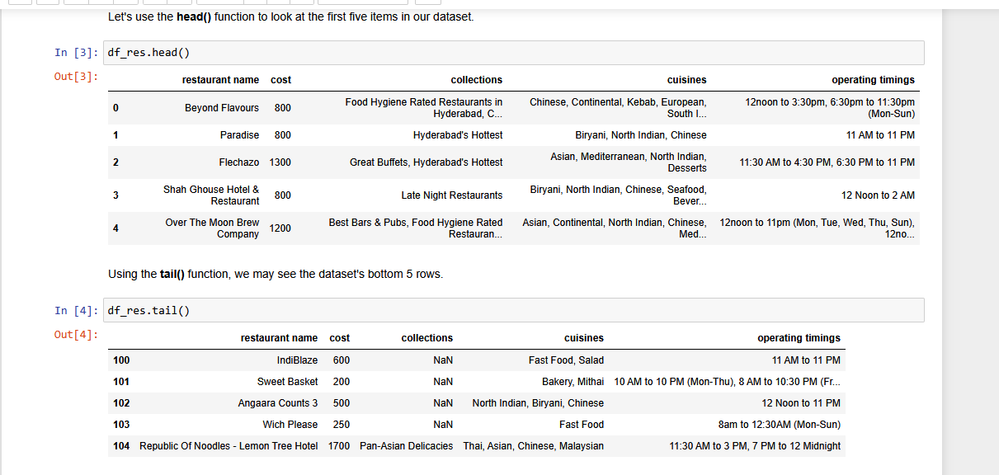 Let's use the head() function to look at the first five items in our dataset.
In [3]: df_res.head()
Out[3]:
restaurant name cost collections cuisines operating timings
0 Beyond Flavours 800 Food Hygiene Rated Restaurants in Hyderabad, C... Chinese, Continental, Kebab, European, South I... 12noon to 3:30pm, 6:30pm to 11:30pm (Mon-Sun)
1 Paradise 800 Hyderabad's Hottest Biryani, North Indian, Chinese 11 AM to 11 PM
2 Flechazo 1300 Great Buffets, Hyderabad's Hottest Asian, Mediterranean, North Indian, Desserts 11:30 AM to 4:30 PM, 6:30 PM to 11 PM
3 Shah Ghouse Hotel & Restaurant 800 Late Night Restaurants Biryani, North Indian, Chinese, Seafood, Bever... 12 Noon to 2 AM
4 Over The Moon Brew Company 1200 Best Bars & Pubs, Food Hygiene Rated Restauran... Asian, Continental, North Indian, Chinese, Med... 12noon to 11pm (Mon, Tue, Wed, Thu, Sun), 12no...
Using the tail() function, we may see the dataset's bottom 5 rows.
In [4]: df_res.tail()
Out[4]:
restaurant name cost collections cuisines operating timings
100 IndiBlaze 600 NaN Fast Food, Salad 11 AM to 11 PM
101 Sweet Basket 200 NaN Bakery, Mithai 10 AM to 10 PM (Mon-Thu), 8 AM to 10:30 PM (Fr...
102 Angaara Counts 3 500 NaN North Indian, Biryani, Chinese 12 Noon to 11 PM
103 Wich Please 250 NaN Fast Food 8am to 12:30AM (Mon-Sun)
104 Republic Of Noodles - Lemon Tree Hotel 1700 Pan-Asian Delicacies Thai, Asian, Chinese, Malaysian 11:30 AM to 3 PM, 7 PM to 12 Midnight